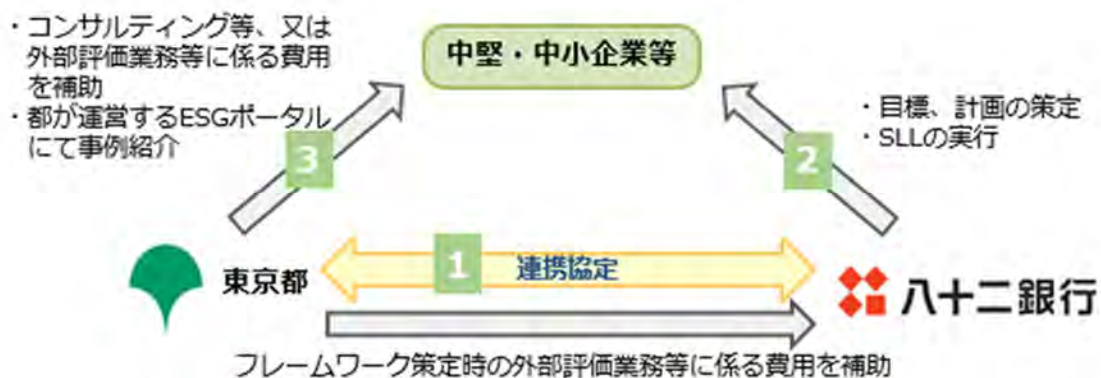 ・コンサルティング等、又は
外部評価業務等に係る費用
を補助
・都が運営するESGポータル
にて事例紹介
中堅・中小企業等
・目標、計画の策定
・SLLの実行
3
2
1
連携協定
東京都
八十二銀行
フレームワーク策定時の外部評価業務等に係る費用を補助